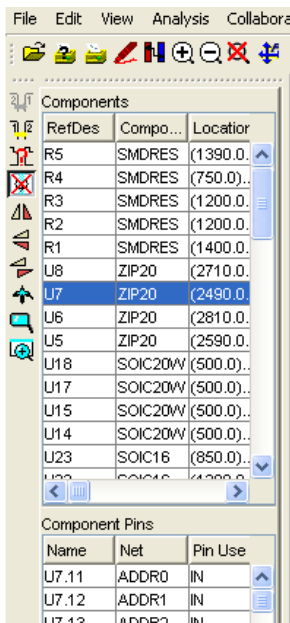 File Edit View Analysis Collabora
Components
RefDes Compo... Location
R5 SMDRES (1390.0.
R4 SMDRES (750.0)..
R3 SMDRES (1200.0.
R2 SMDRES (1200.0.
R1 SMDRES (1400.0.
U8 ZIP20 (2710.0.
U7 ZIP20 (2490.0.
U6 ZIP20 (2810.0.
U5 ZIP20 (2590.0.
U18 SOIC20W (500.0)..
U17 SOIC20W (500.0)..
U15 SOIC20W (500.0)..
U14 SOIC20W (500.0)..
U23 SOIC16 (850.0)..
Component Pins
Name Net Pin Use
U7.11 ADDR0 IN
U7.12 ADDR1 IN
U7.13 ADDR2 IN